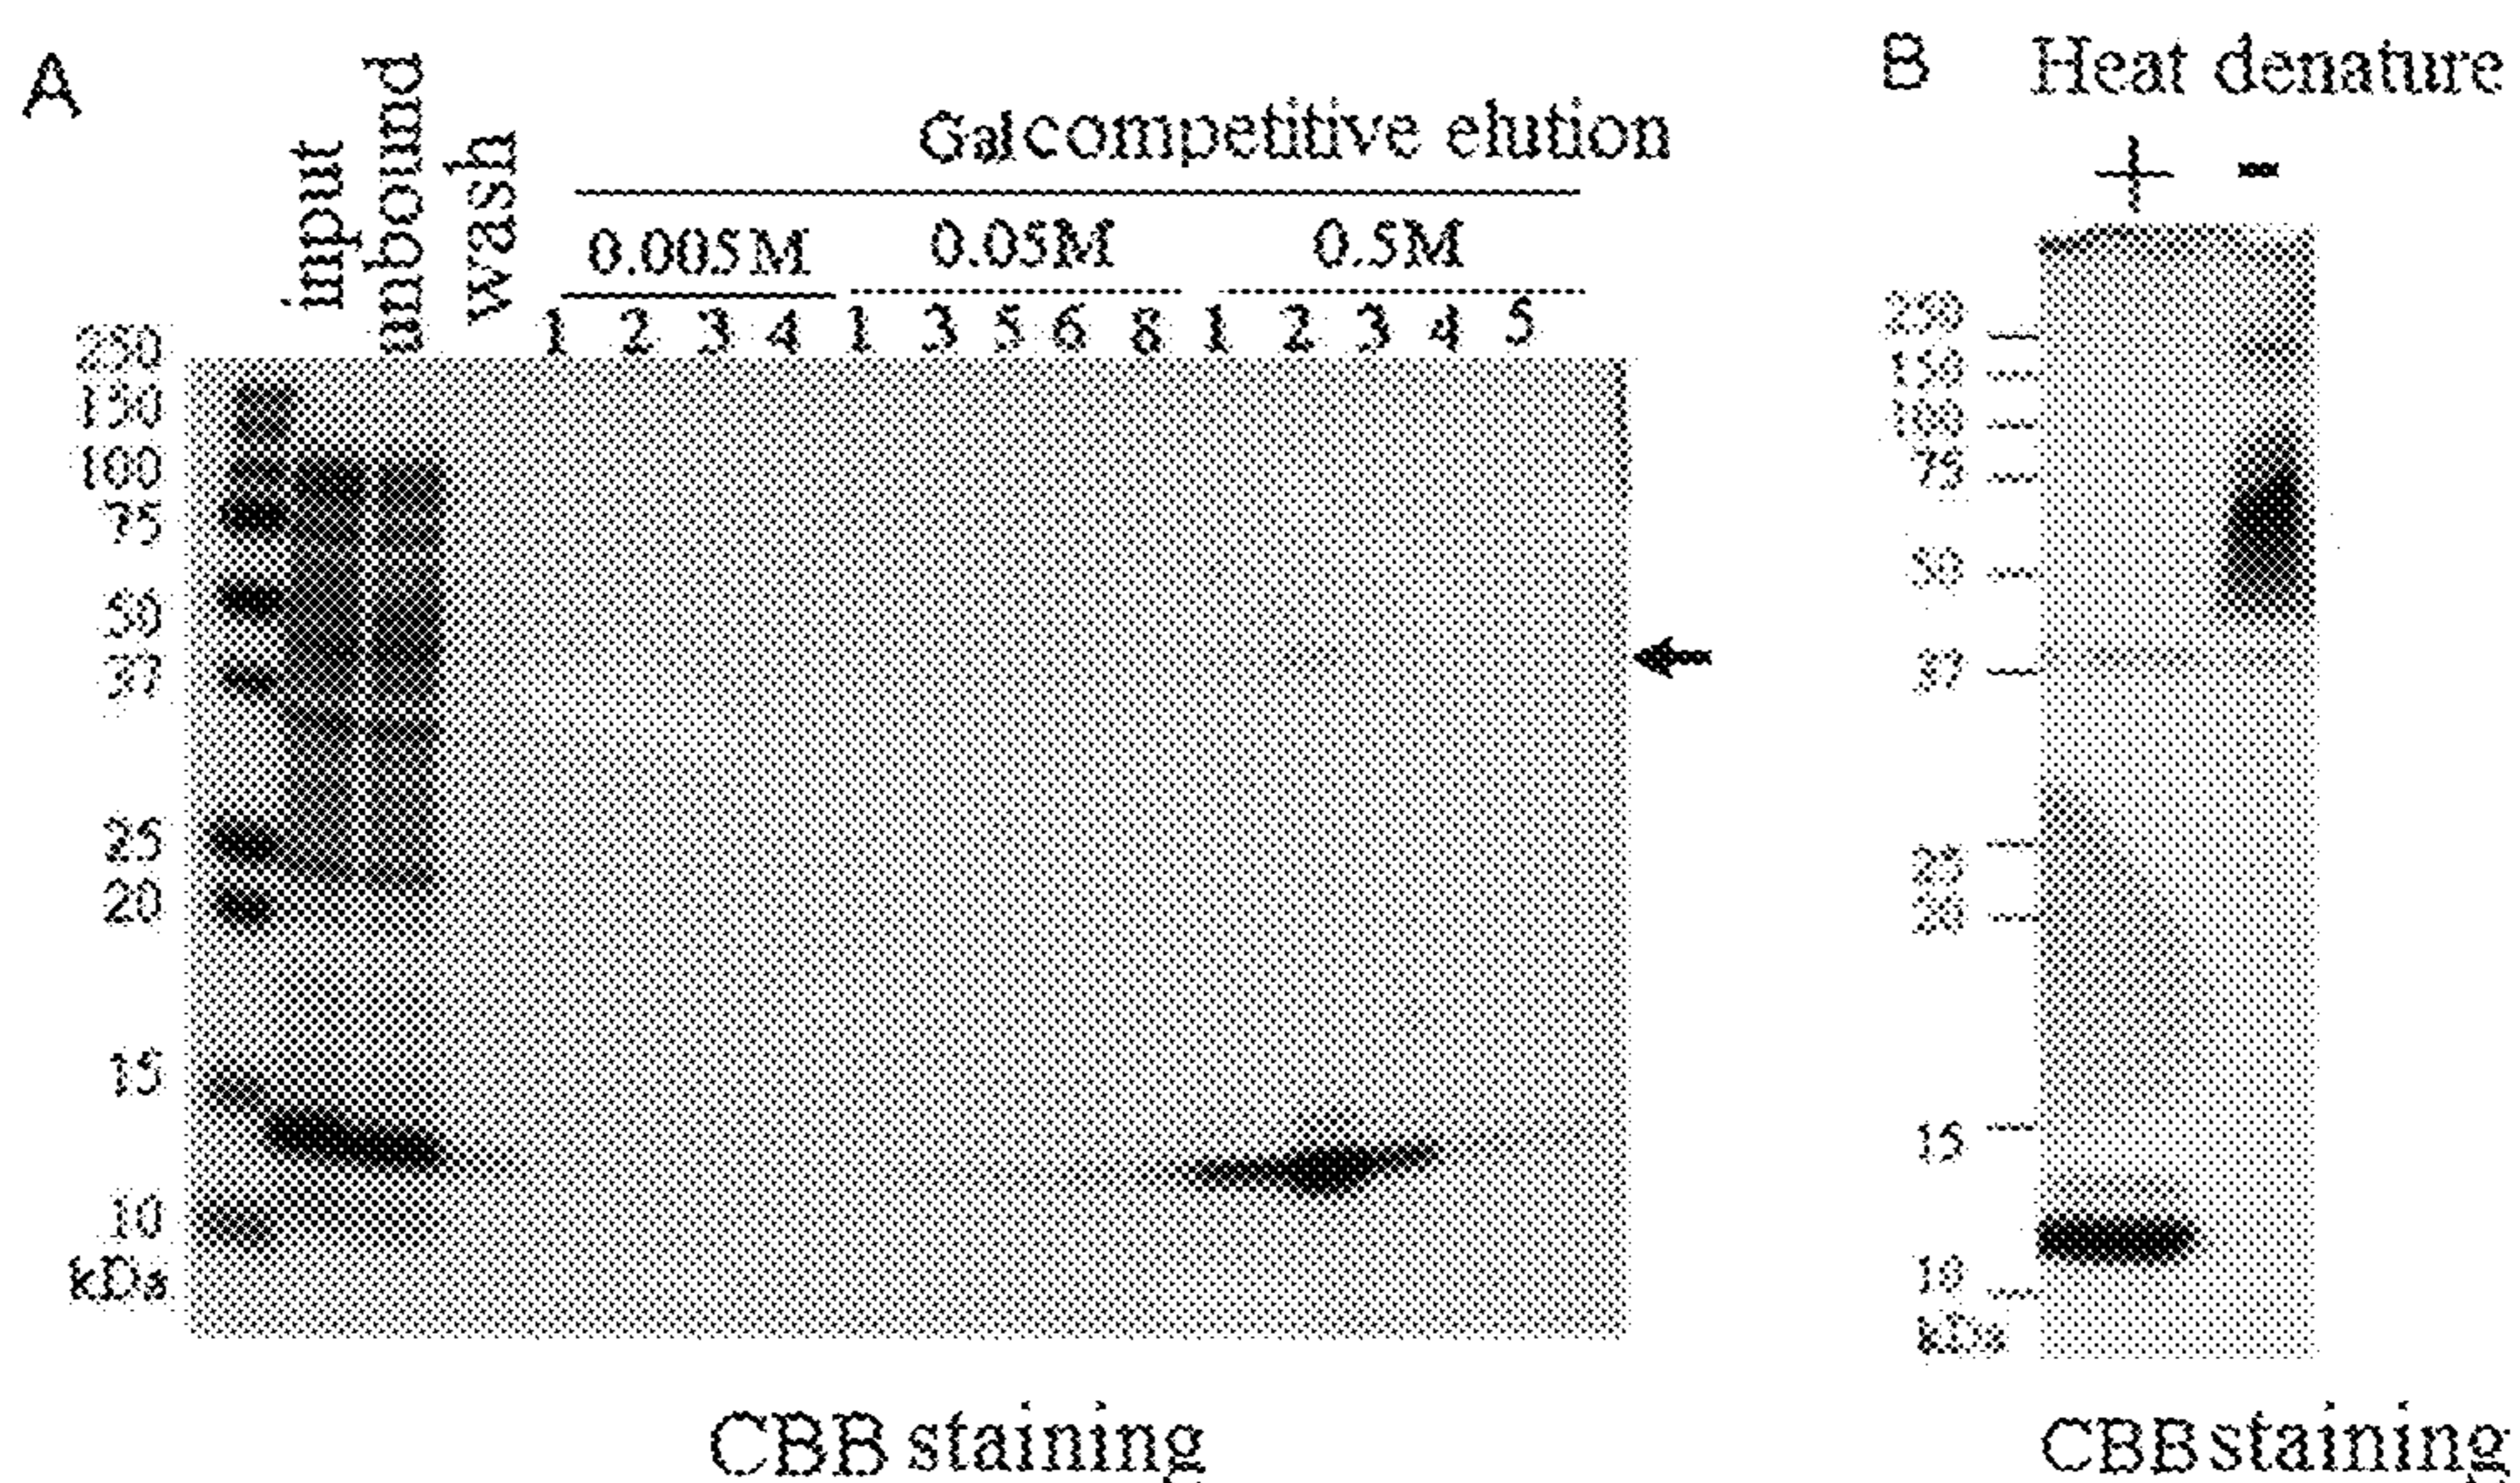 A
input
unbound
wash
Gal competitive elution
0.005M 0.05M 0.5M
1 2 3 4 1 3 5 6 8 1 2 3 4 5
250
150
100
75
50
37
25
20
15
10
kDa
CBB staining
B Heat denature
+ -
250
150
100
75
50
37
25
20
15
10
kDa
CBB staining